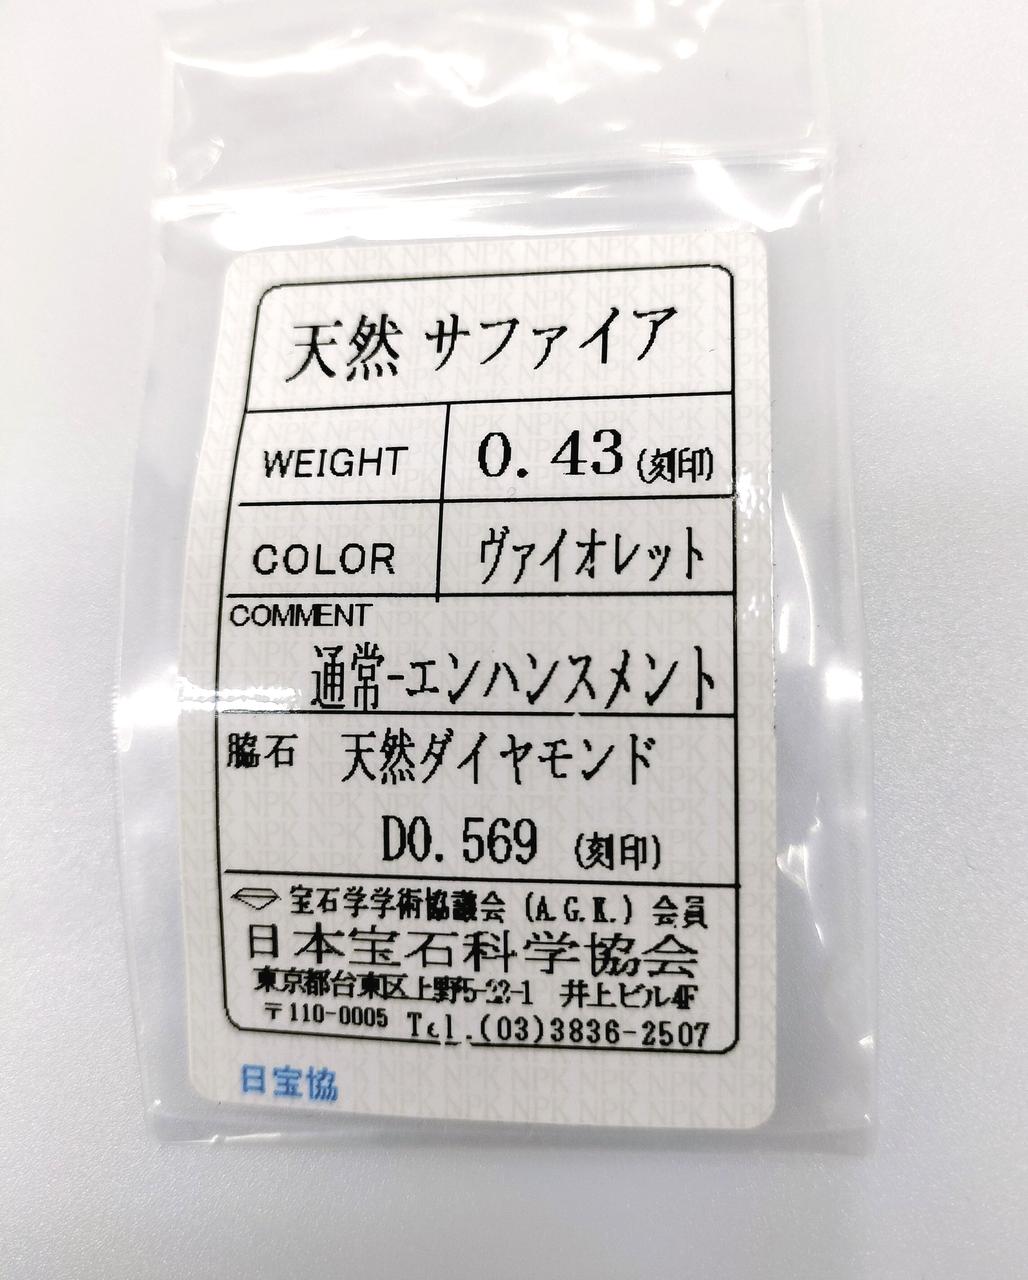 天然 サファイア
WEIGHT 0.43 (刻印)
COLOR ヴァイオレット
COMMENT
通常-エンハンスメント
脇石 天然ダイヤモンド
D0.569 (刻印)
宝石学学術協議会 (A.G.K.) 会員
日本宝石科学協会
東京都台東区上野5-22-1 井上ビル4F
〒110-0005 Tel.(03)3836-2507
日宝協